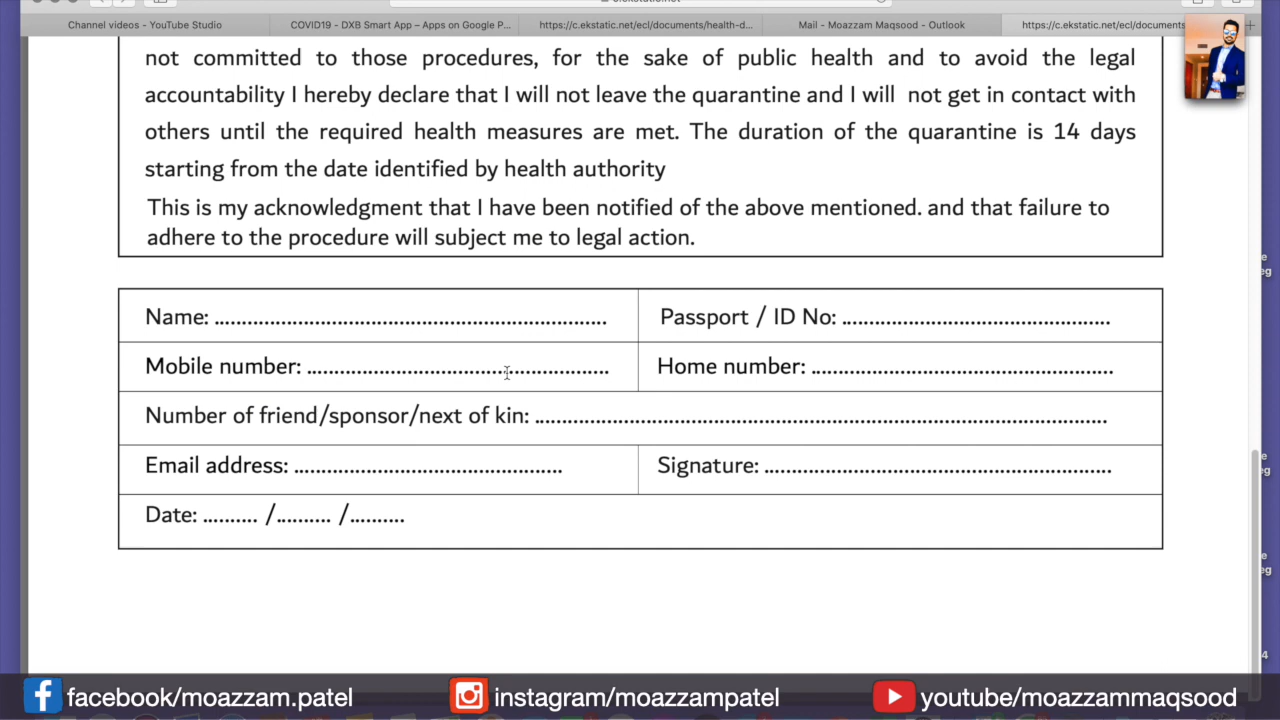 c.ekstatic.net
Channel videos - YouTube Studio
COVID19 - DXB Smart App – Apps on Google P...
https://c.ekstatic.net/ecl/documents/health-d...
Mail - Moazzam Maqsood - Outlook
https://c.ekstatic.net/ecl/documents
not committed to those procedures, for the sake of public health and to avoid the legal
accountability I hereby declare that I will not leave the quarantine and I will not get in contact with
others until the required health measures are met. The duration of the quarantine is 14 days
starting from the date identified by health authority
This is my acknowledgment that I have been notified of the above mentioned. and that failure to
adhere to the procedure will subject me to legal action.
Name: ............................................................................
Passport / ID No: ....................................................
Mobile number: ..........................................................
Home number: ..........................................................
Number of friend/sponsor/next of kin: ..............................................................................................................
Email address: ....................................................
Signature: ...................................................................
Date: .......... /.......... /..........
facebook/moazzam.patel
instagram/moazzampatel
youtube/moazzammaqsood